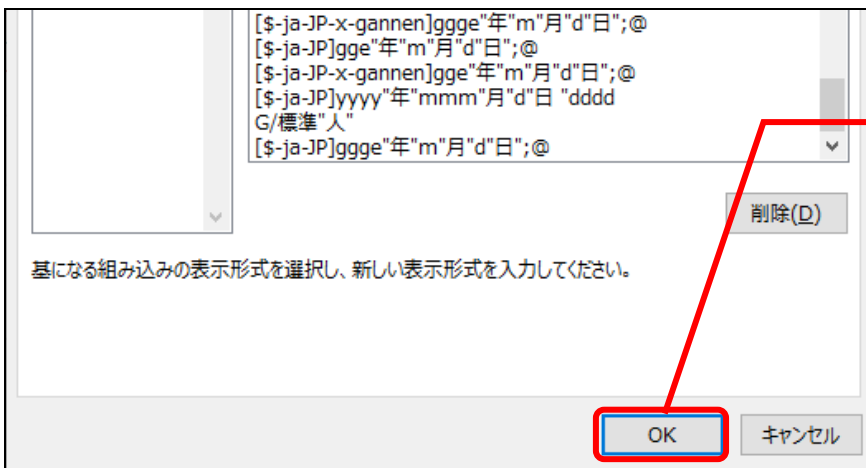 [$-ja-JP-x-gannen]ggge"年"m"月"d"日";@
[$-ja-JP]gge"年"m"月"d"日";@
[$-ja-JP-x-gannen]gge"年"m"月"d"日";@
[$-ja-JP]yyyy"年"mmm"月"d"日 "dddd
G/標準"人"
[$-ja-JP]ggge"年"m"月"d"日";@
削除(D)
基になる組み込みの表示形式を選択し、新しい表示形式を入力してください。
OK
キャンセル